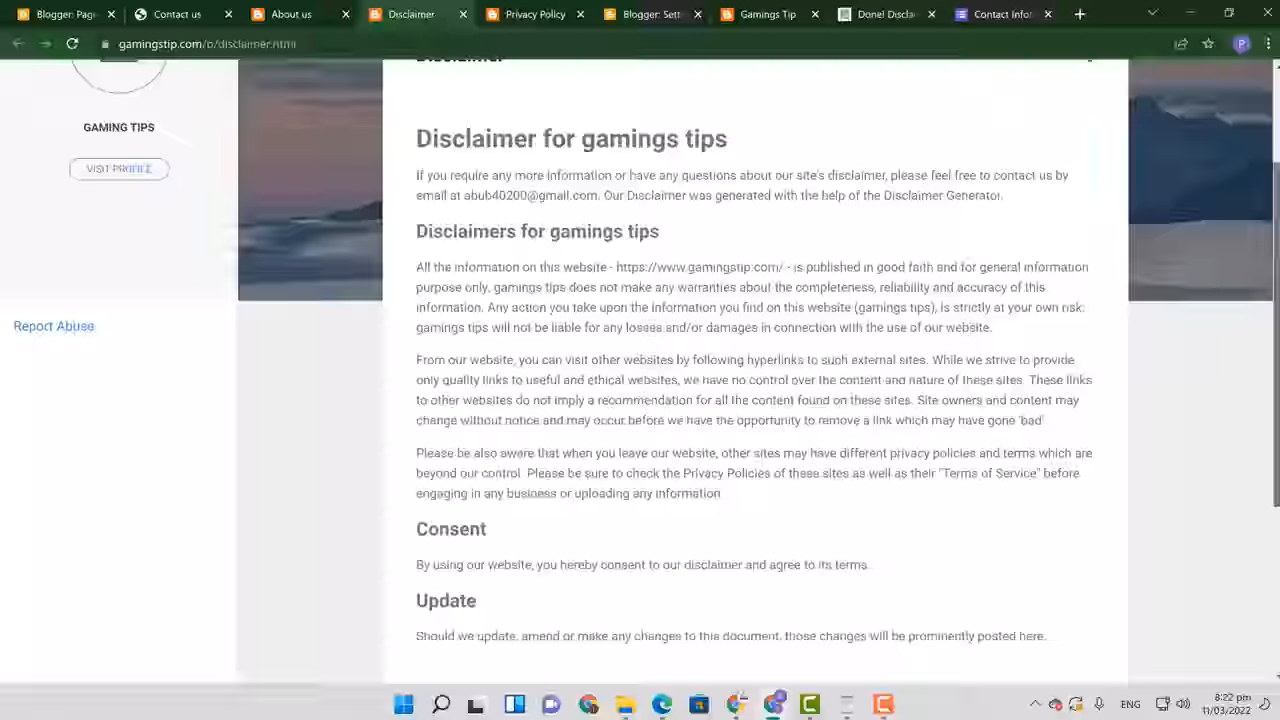 Blogger: Page
Contact us
About us
Disclaimer
Privacy Policy
Blogger: Sett
Gamings Tip
Done! Discla
Contact Infor
gamingstip.com/p/disclaimer.html
P
Disclaimer
GAMING TIPS
VISIT PROFILE
Report Abuse
Disclaimer for gamings tips
If you require any more information or have any questions about our site's disclaimer, please feel free to contact us by
email at abub40200@gmail.com. Our Disclaimer was generated with the help of the Disclaimer Generator.
Disclaimers for gamings tips
All the information on this website - https://www.gamingstip.com/ - is published in good faith and for general information
purpose only. gamings tips does not make any warranties about the completeness, reliability and accuracy of this
information. Any action you take upon the information you find on this website (gamings tips), is strictly at your own risk.
gamings tips will not be liable for any losses and/or damages in connection with the use of our website.
From our website, you can visit other websites by following hyperlinks to such external sites. While we strive to provide
only quality links to useful and ethical websites, we have no control over the content and nature of these sites. These links
to other websites do not imply a recommendation for all the content found on these sites. Site owners and content may
change without notice and may occur before we have the opportunity to remove a link which may have gone 'bad'.
Please be also aware that when you leave our website, other sites may have different privacy policies and terms which are
beyond our control. Please be sure to check the Privacy Policies of these sites as well as their "Terms of Service" before
engaging in any business or uploading any information.
Consent
By using our website, you hereby consent to our disclaimer and agree to its terms.
Update
Should we update, amend or make any changes to this document, those changes will be prominently posted here.
ENG
8:22 pm
11/03/2022